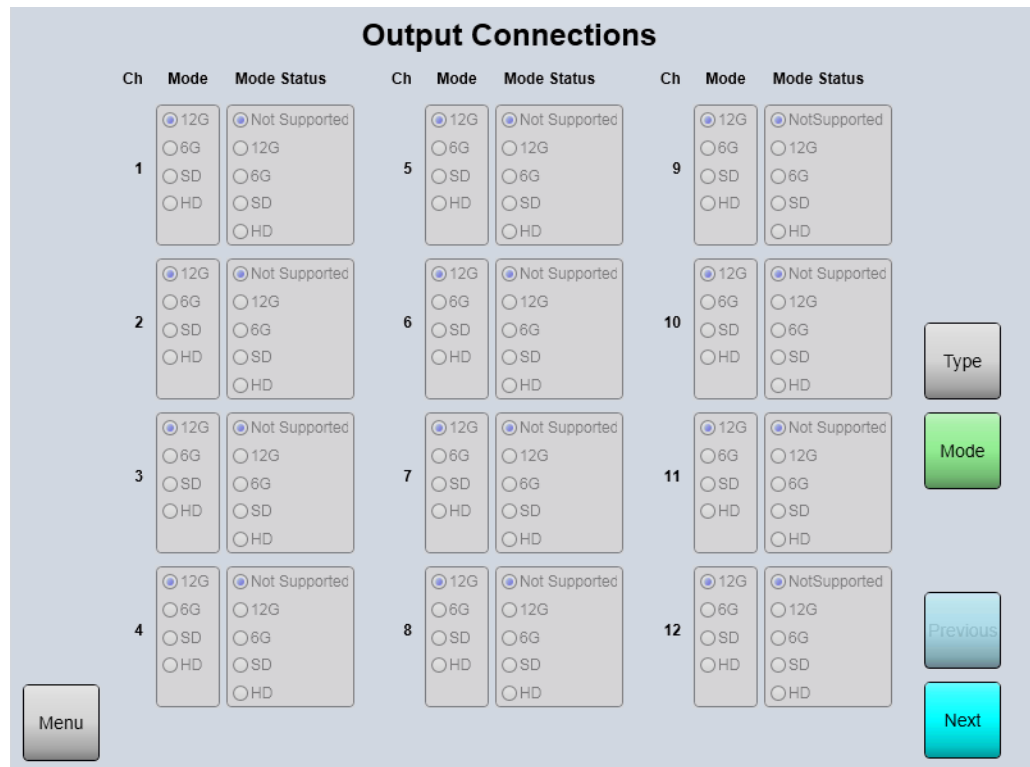 Output Connections
Ch Mode Mode Status Ch Mode Mode Status Ch Mode Mode Status
12G Not Supported 12G Not Supported 12G NotSupported
6G 12G 6G 12G 6G 12G
1 SD 6G 5 SD 6G 9 SD 6G
HD SD HD SD HD SD
HD HD HD
12G Not Supported 12G Not Supported 12G Not Supported
6G 12G 6G 12G 6G 12G
2 SD 6G 6 SD 6G 10 SD 6G
HD SD HD SD HD SD
HD HD HD
Type
12G Not Supported 12G Not Supported 12G Not Supported
6G 12G 6G 12G 6G 12G
Mode
3 SD 6G 7 SD 6G 11 SD 6G
HD SD HD SD HD SD
HD HD HD
12G Not Supported 12G Not Supported 12G NotSupported
6G 12G 6G 12G 6G 12G
4 SD 6G 8 SD 6G 12 SD 6G
HD SD HD SD HD SD
HD HD HD
Previous
Menu
Next